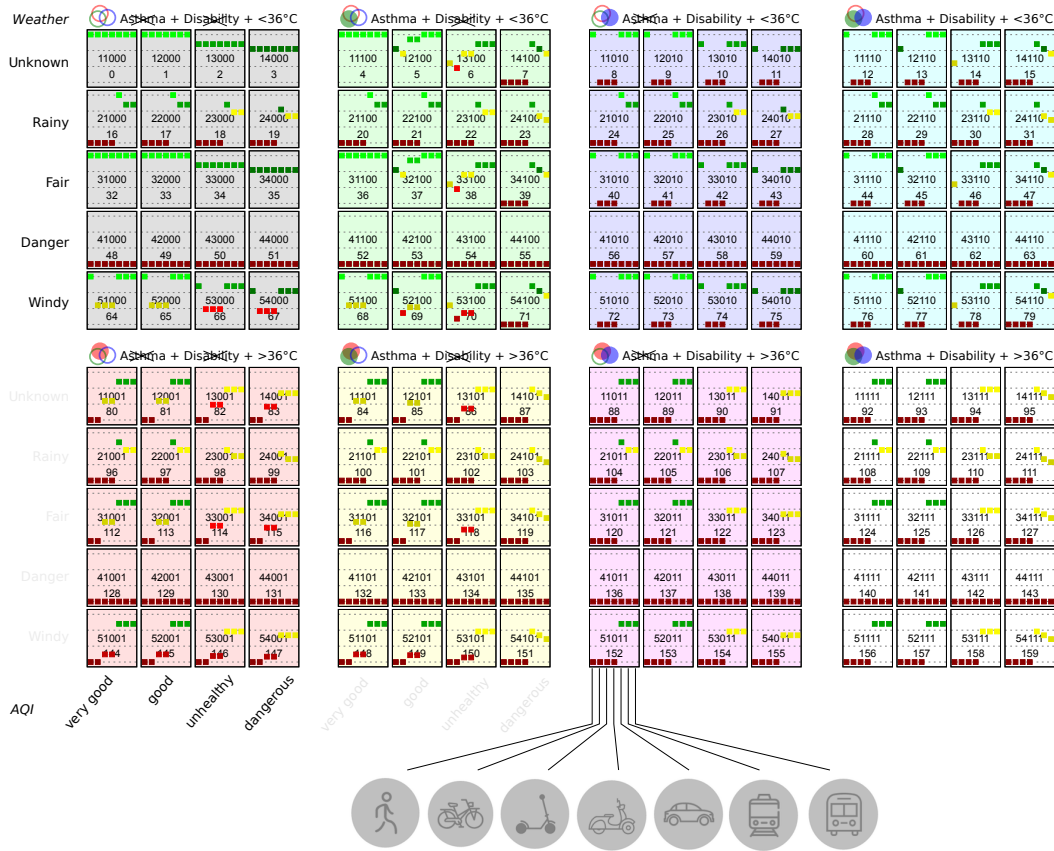 Weather
Asthma + Disability + <36°C
Asthma + Disability + <36°C
Asthma + Disability + <36°C
Asthma + Disability + <36°C
Unknown
11000 12000 13000 14000 11100 12100 13100 14100 11010 12010 13010 14010 11110 12110 13110 14110
0 1 2 3 4 5 6 7 8 9 10 11 12 13 14 15
Rainy
21000 22000 23000 24000 21100 22100 23100 24100 21010 22010 23010 24010 21110 22110 23110 24110
16 17 18 19 20 21 22 23 24 25 26 27 28 29 30 31
Fair
31000 32000 33000 34000 31100 32100 33100 34100 31010 32010 33010 34010 31110 32110 33110 34110
32 33 34 35 36 37 38 39 40 41 42 43 44 45 46 47
Danger
41000 42000 43000 44000 41100 42100 43100 44100 41010 42010 43010 44010 41110 42110 43110 44110
48 49 50 51 52 53 54 55 56 57 58 59 60 61 62 63
Windy
51000 52000 53000 54000 51100 52100 53100 54100 51010 52010 53010 54010 51110 52110 53110 54110
64 65 66 67 68 69 70 71 72 73 74 75 76 77 78 79
Asthma + Disability + >36°C
Asthma + Disability + >36°C
Asthma + Disability + >36°C
Asthma + Disability + >36°C
Unknown
11001 12001 13001 14001 11101 12101 13101 14101 11011 12011 13011 14011 11111 12111 13111 14111
80 81 82 83 84 85 86 87 88 89 90 91 92 93 94 95
Rainy
21001 22001 23001 24001 21101 22101 23101 24101 21011 22011 23011 24011 21111 22111 23111 24111
96 97 98 99 100 101 102 103 104 105 106 107 108 109 110 111
Fair
31001 32001 33001 34001 31101 32101 33101 34101 31011 32011 33011 34011 31111 32111 33111 34111
112 113 114 115 116 117 118 119 120 121 122 123 124 125 126 127
Danger
41001 42001 43001 44001 41101 42101 43101 44101 41011 42011 43011 44011 41111 42111 43111 44111
128 129 130 131 132 133 134 135 136 137 138 139 140 141 142 143
Windy
51001 52001 53001 54001 51101 52101 53101 54101 51011 52011 53011 54011 51111 52111 53111 54111
144 145 146 147 148 149 150 151 152 153 154 155 156 157 158 159
AQI
very good
good
unhealthy
dangerous
very good
good
unhealthy
dangerous